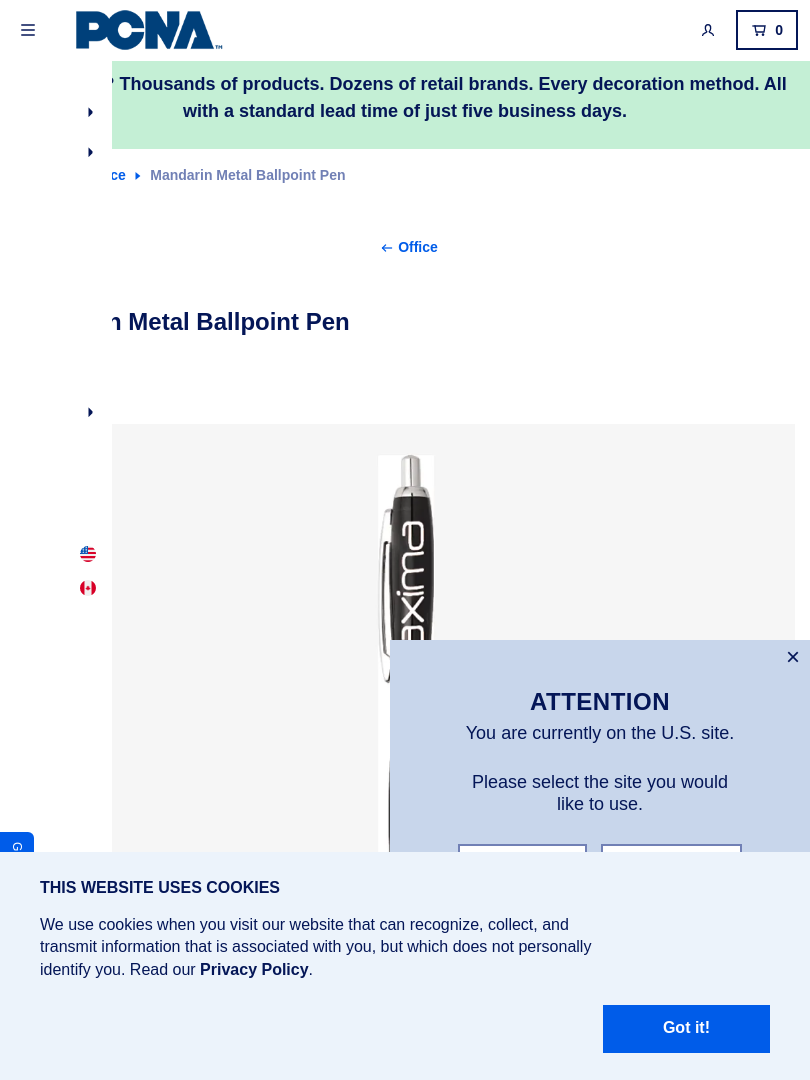 PCNA
TM
0
? Thousands of products. Dozens of retail brands. Every decoration method. All
with a standard lead time of just five business days.
Mandarin Metal Ballpoint Pen
Office
Metal Ballpoint Pen
axima
×
ATTENTION
You are currently on the U.S. site.
Please select the site you would
like to use.
G
THIS WEBSITE USES COOKIES
We use cookies when you visit our website that can recognize, collect, and
transmit information that is associated with you, but which does not personally
identify you. Read our Privacy Policy.
Got it!